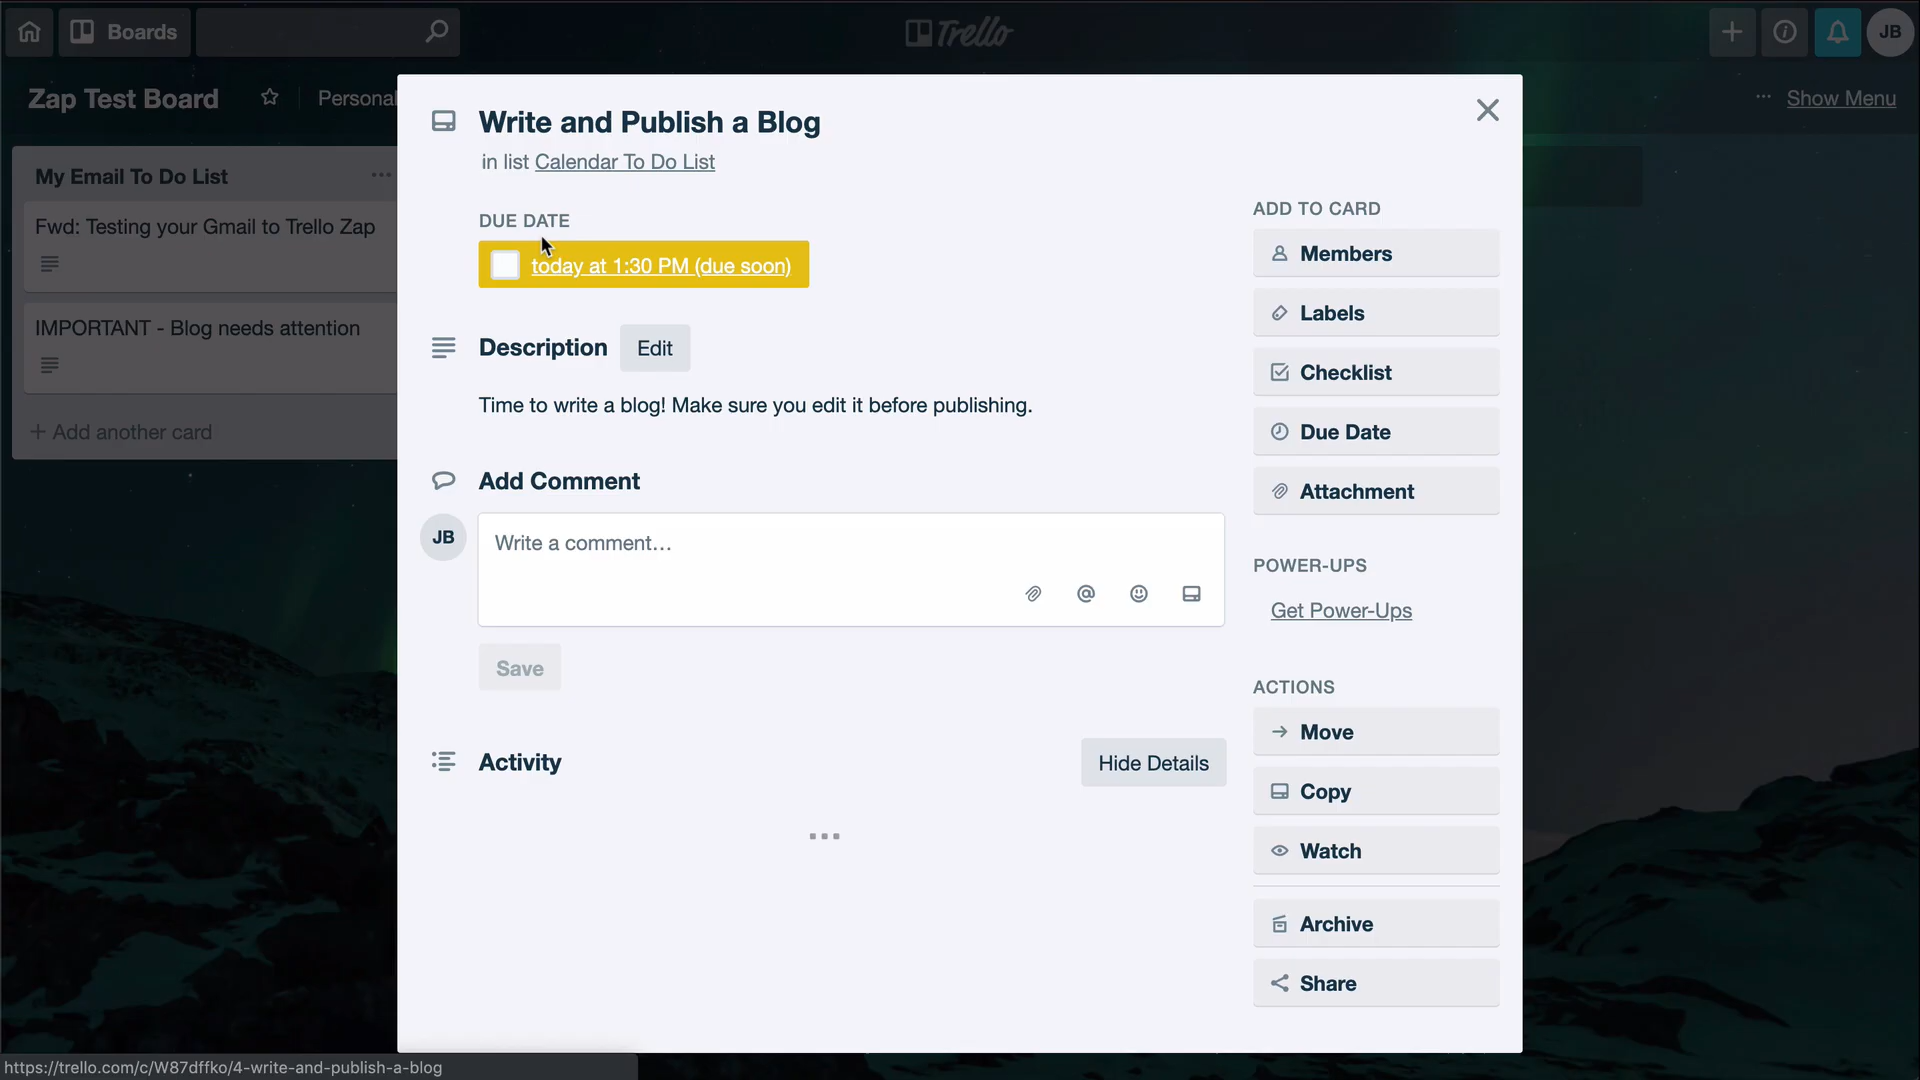 Boards
Trello
JB
Zap Test Board
Personal
Show Menu
My Email To Do List
Fwd: Testing your Gmail to Trello Zap
IMPORTANT - Blog needs attention
+ Add another card
Write and Publish a Blog
in list Calendar To Do List
DUE DATE
today at 1:30 PM (due soon)
Description
Edit
Time to write a blog! Make sure you edit it before publishing.
Add Comment
JB
Write a comment…
Save
Activity
Hide Details
ADD TO CARD
Members
Labels
Checklist
Due Date
Attachment
POWER-UPS
Get Power-Ups
ACTIONS
Move
Copy
Watch
Archive
Share
https://trello.com/c/W87dffko/4-write-and-publish-a-blog